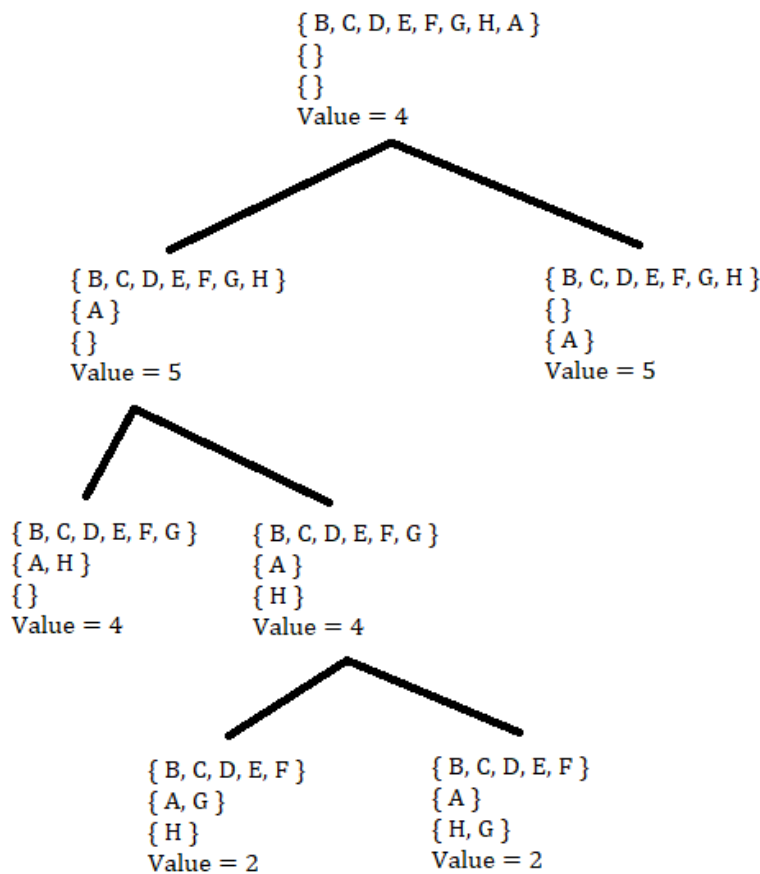 { B, C, D, E, F, G, H, A }
{ }
{ }
Value = 4
{ B, C, D, E, F, G, H }
{ A }
{ }
Value = 5
{ B, C, D, E, F, G, H }
{ }
{ A }
Value = 5
{ B, C, D, E, F, G }
{ A, H }
{ }
Value = 4
{ B, C, D, E, F, G }
{ A }
{ H }
Value = 4
{ B, C, D, E, F }
{ A, G }
{ H }
Value = 2
{ B, C, D, E, F }
{ A }
{ H, G }
Value = 2